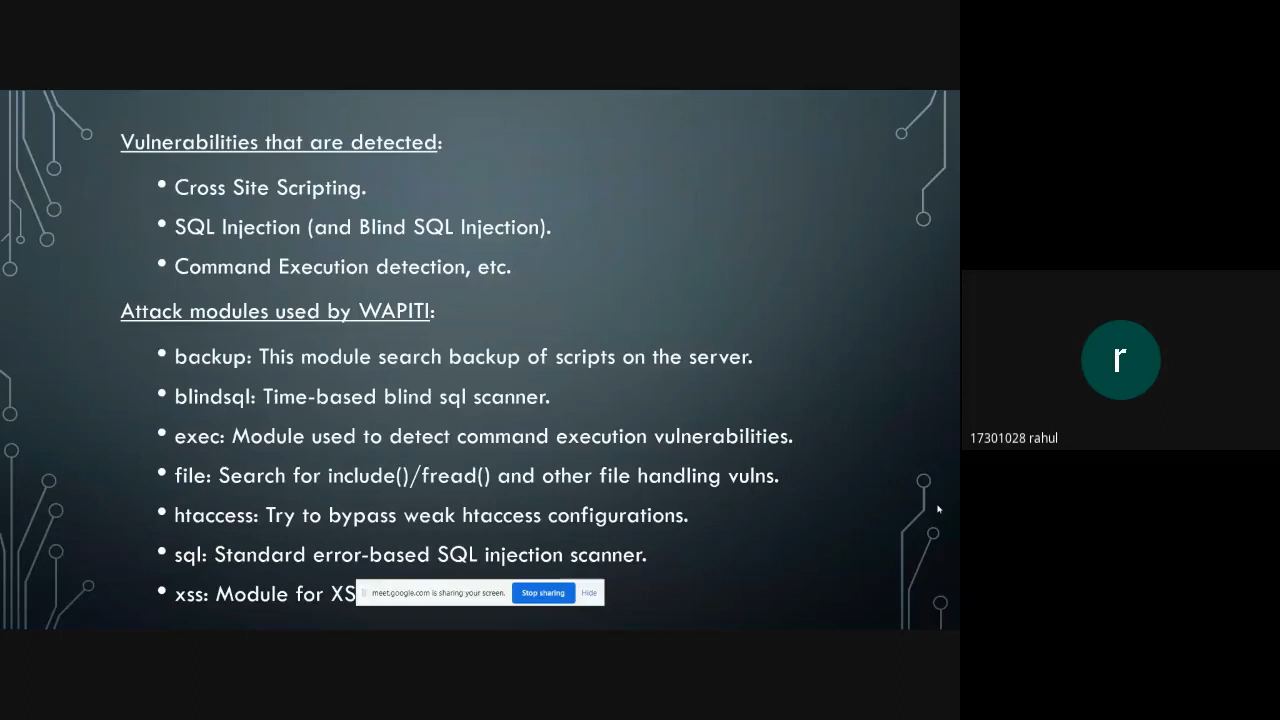 Vulnerabilities that are detected:
• Cross Site Scripting.
• SQL Injection (and Blind SQL Injection).
• Command Execution detection, etc.
Attack modules used by WAPITI:
• backup: This module search backup of scripts on the server.
• blindsql: Time-based blind sql scanner.
• exec: Module used to detect command execution vulnerabilities.
• file: Search for include()/fread() and other file handling vulns.
• htaccess: Try to bypass weak htaccess configurations.
• sql: Standard error-based SQL injection scanner.
• xss: Module for XS
meet.google.com is sharing your screen. Stop sharing Hide
r
17301028 rahul